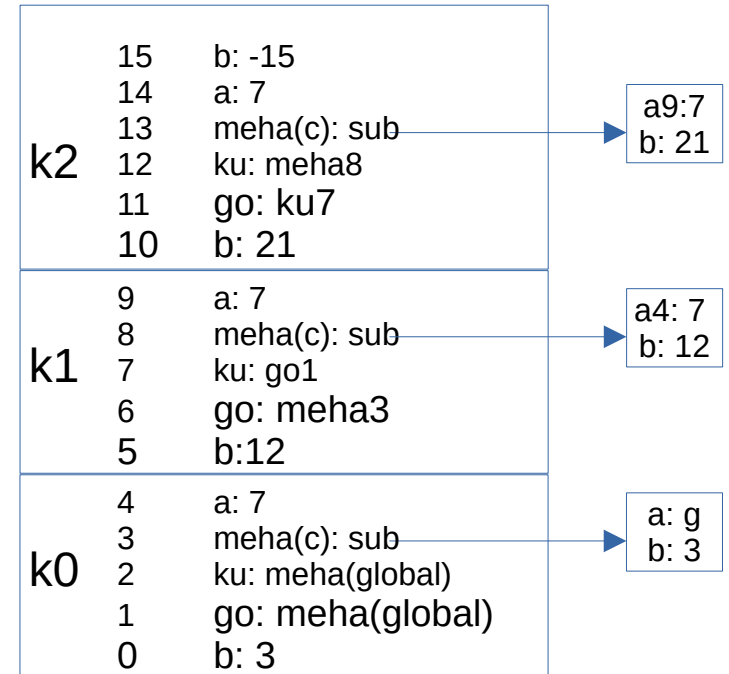 k2
15 b: -15
14 a: 7
13 meha(c): sub
12 ku: meha8
11 go: ku7
10 b: 21
a9:7
b: 21
k1
9 a: 7
8 meha(c): sub
7 ku: go1
6 go: meha3
5 b:12
a4: 7
b: 12
k0
4 a: 7
3 meha(c): sub
2 ku: meha(global)
1 go: meha(global)
0 b: 3
a: g
b: 3